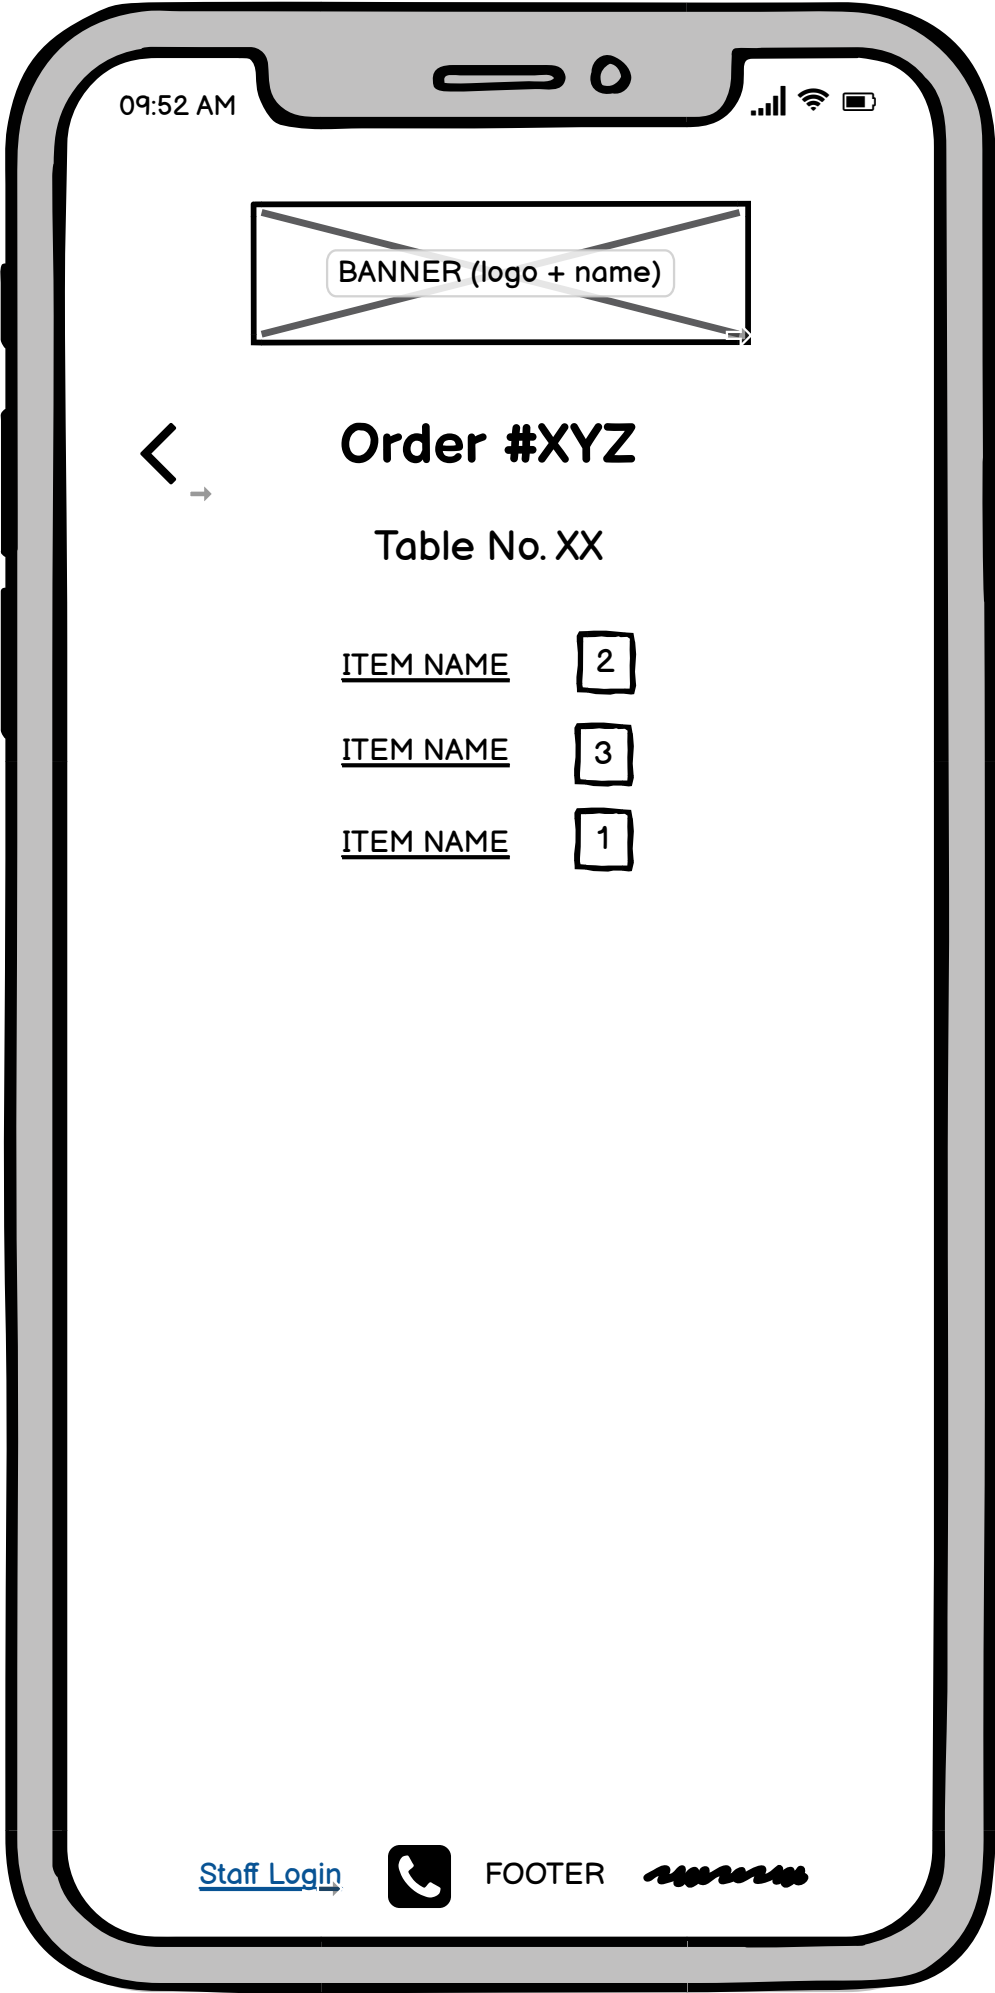 09:52 AM
BANNER (logo + name)
Order #XYZ
Table No. XX
ITEM NAME 2
ITEM NAME 3
ITEM NAME 1
Staff Login FOOTER